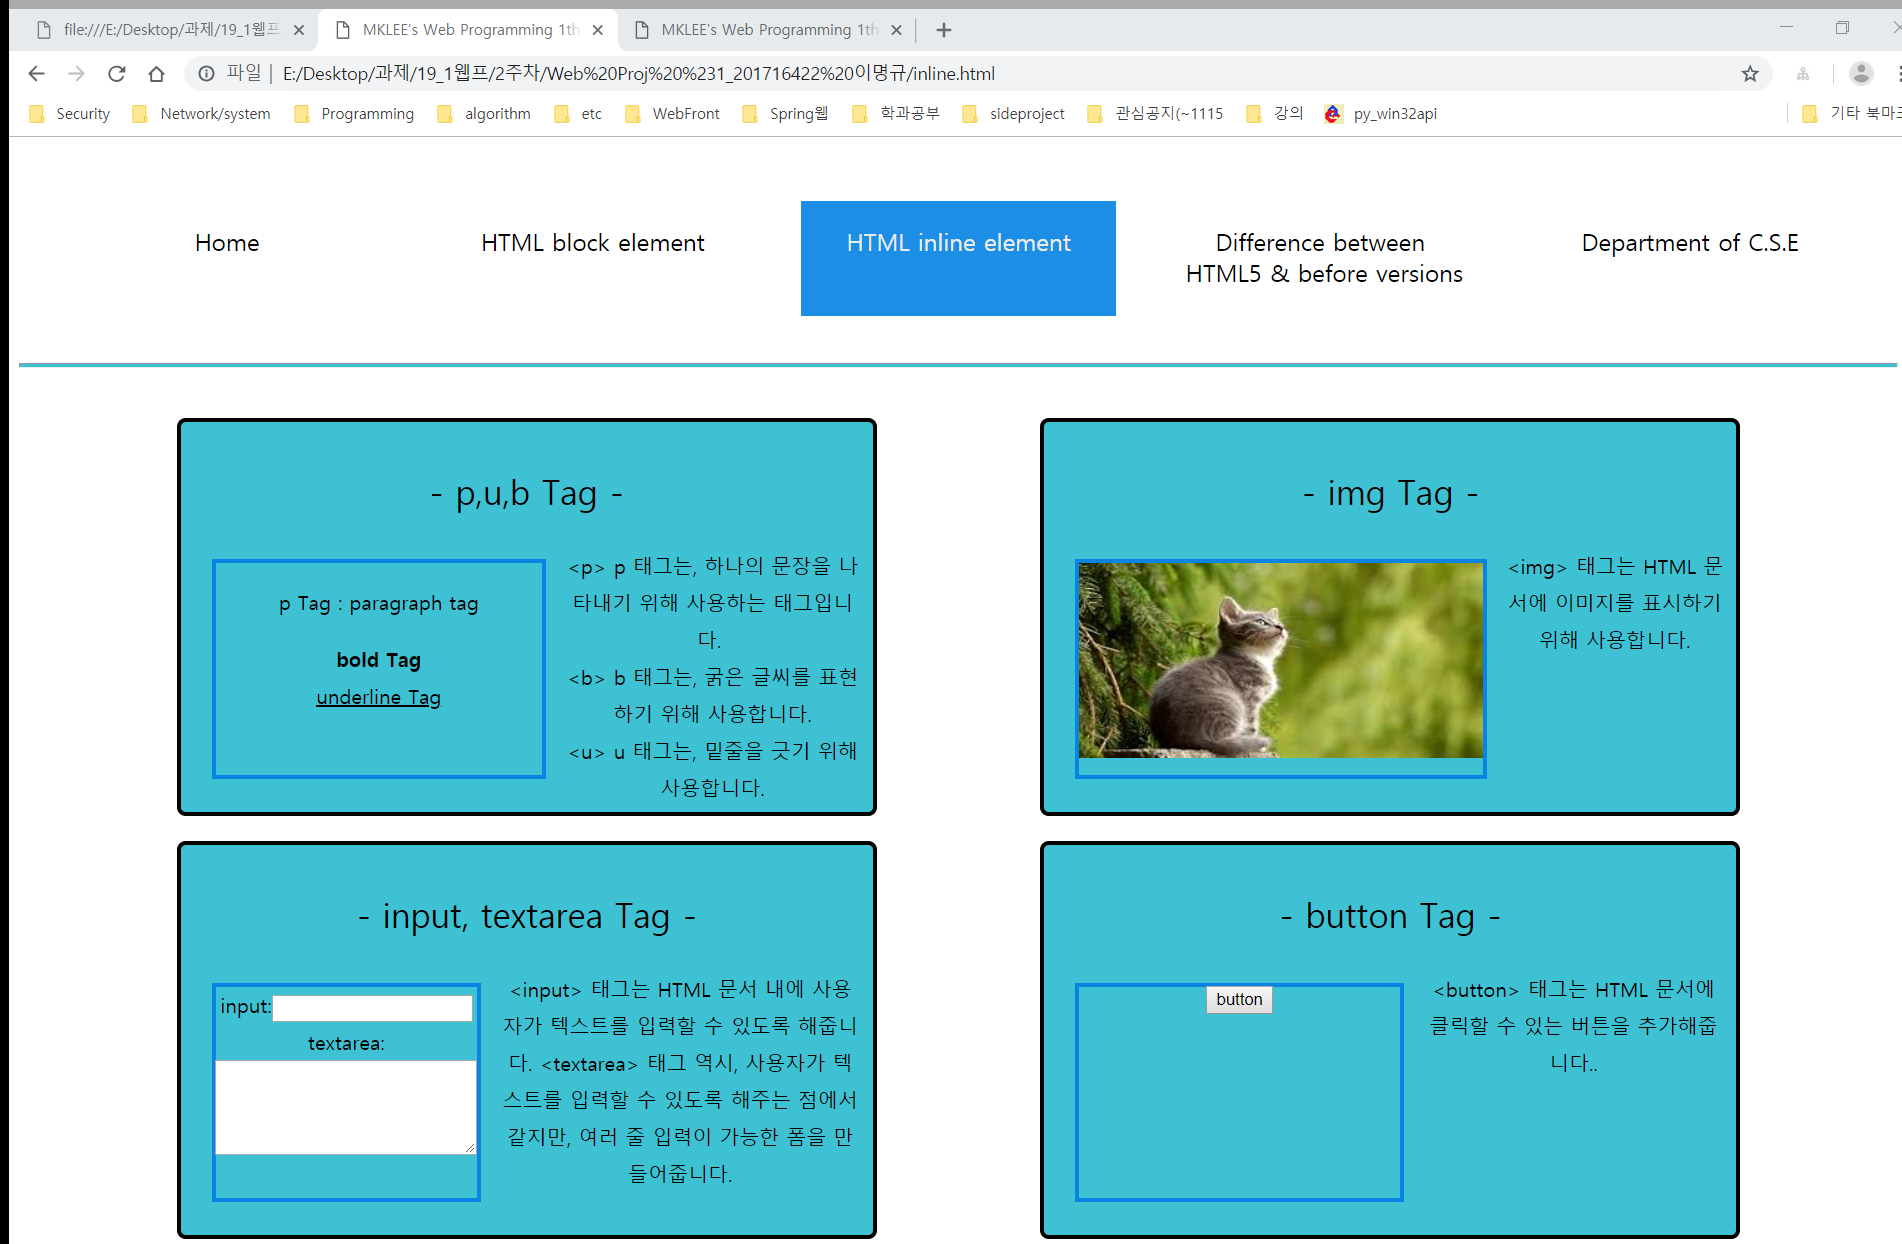 file:///E:/Desktop/과제/19_1웹프
MKLEE's Web Programming 1th
MKLEE's Web Programming 1th
파일 | E:/Desktop/과제/19_1웹프/2주차/Web%20Proj%20%231_201716422%20이명규/inline.html
Security Network/system Programming algorithm etc WebFront Spring웹 학과공부 sideproject 관심공지(~1115 강의 py_win32api 기타 북마크
Home
HTML block element
HTML inline element
Difference between
HTML5 & before versions
Department of C.S.E
- p,u,b Tag -
p Tag : paragraph tag
bold Tag
underline Tag
<p> p 태그는, 하나의 문장을 나
타내기 위해 사용하는 태그입니
다.
<b> b 태그는, 굵은 글씨를 표현
하기 위해 사용합니다.
<u> u 태그는, 밑줄을 긋기 위해
사용합니다.
- img Tag -
<img> 태그는 HTML 문
서에 이미지를 표시하기
위해 사용합니다.
- input, textarea Tag -
input:
textarea:
<input> 태그는 HTML 문서 내에 사용
자가 텍스트를 입력할 수 있도록 해줍니
다. <textarea> 태그 역시, 사용자가 텍
스트를 입력할 수 있도록 해주는 점에서
같지만, 여러 줄 입력이 가능한 폼을 만
들어줍니다.
- button Tag -
button
<button> 태그는 HTML 문서에
클릭할 수 있는 버튼을 추가해줍
니다..